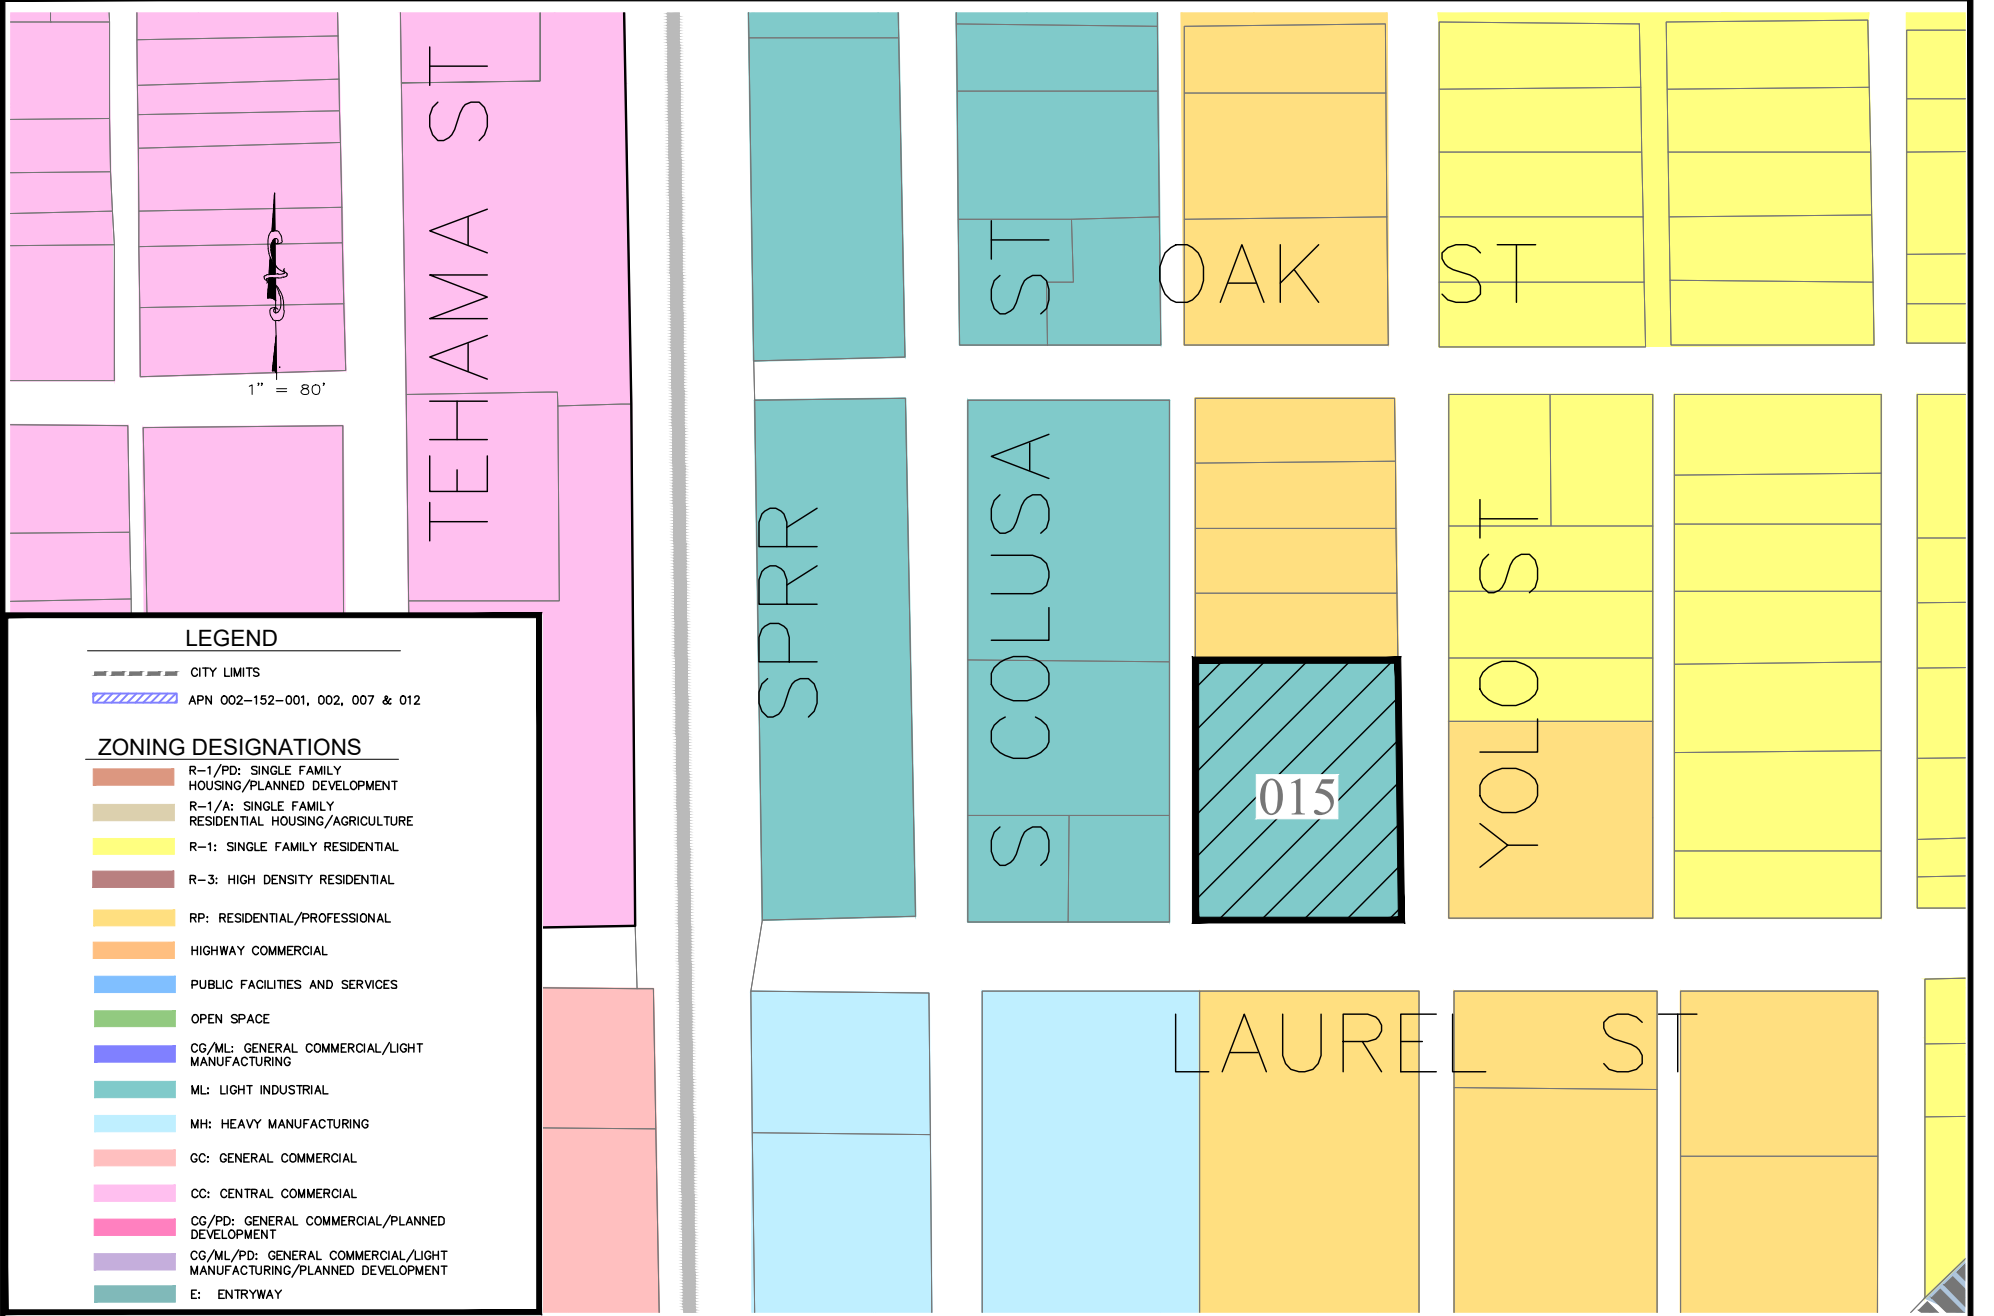 TEHAMA ST
1" = 80'
SPRR
S COLUSA ST
OAK ST
YOLO ST
015
LAUREL ST
LEGEND
CITY LIMITS
APN 002-152-001, 002, 007 & 012
ZONING DESIGNATIONS
R-1/PD: SINGLE FAMILY
HOUSING/PLANNED DEVELOPMENT
R-1/A: SINGLE FAMILY
RESIDENTIAL HOUSING/AGRICULTURE
R-1: SINGLE FAMILY RESIDENTIAL
R-3: HIGH DENSITY RESIDENTIAL
RP: RESIDENTIAL/PROFESSIONAL
HIGHWAY COMMERCIAL
PUBLIC FACILITIES AND SERVICES
OPEN SPACE
CG/ML: GENERAL COMMERCIAL/LIGHT
MANUFACTURING
ML: LIGHT INDUSTRIAL
MH: HEAVY MANUFACTURING
GC: GENERAL COMMERCIAL
CC: CENTRAL COMMERCIAL
CG/PD: GENERAL COMMERCIAL/PLANNED
DEVELOPMENT
CG/ML/PD: GENERAL COMMERCIAL/LIGHT
MANUFACTURING/PLANNED DEVELOPMENT
E: ENTRYWAY